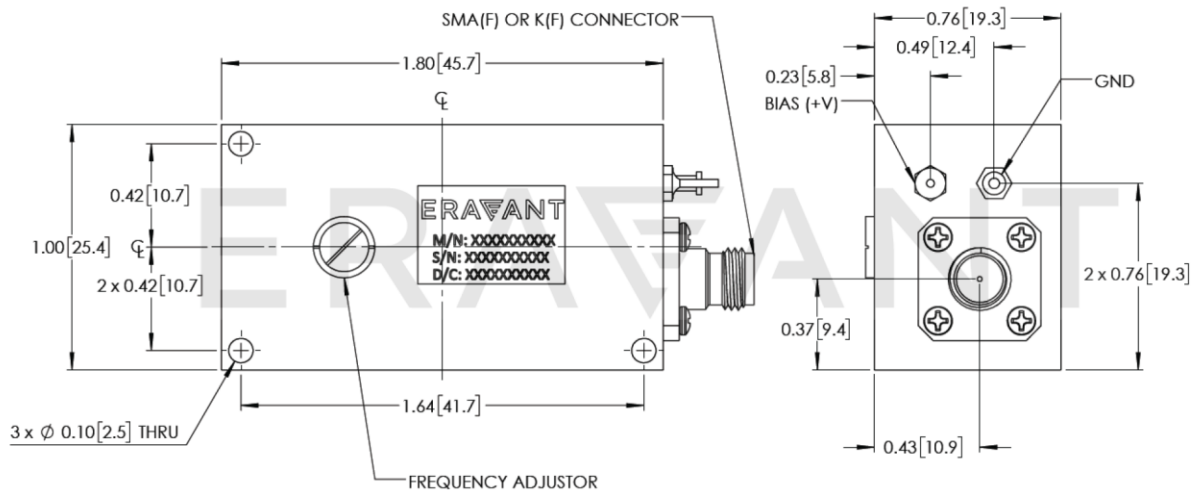 SMA(F) OR K(F) CONNECTOR
1.80[45.7]
℄
0.42[10.7]
1.00[25.4]
℄
2 x 0.42[10.7]
ERAVANT
M/N: XXXXXXXXXX
S/N: XXXXXXXXXX
D/C: XXXXXXXXXX
1.64[41.7]
3 x Ø 0.10[2.5] THRU
FREQUENCY ADJUSTOR
0.76[19.3]
0.49[12.4]
0.23[5.8]
BIAS (+V)
GND
2 x 0.76[19.3]
0.37[9.4]
0.43[10.9]
ERAVANT